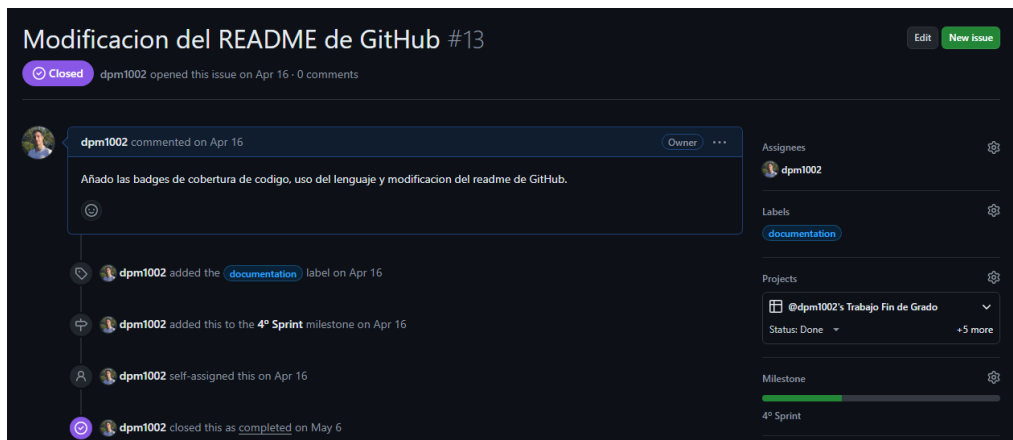 Modificacion del README de GitHub #13
Edit
New issue
Closed
dpm1002 opened this issue on Apr 16 · 0 comments
dpm1002 commented on Apr 16
Owner
Añado las badges de cobertura de codigo, uso del lenguaje y modificacion del readme de GitHub.
dpm1002 added the documentation label on Apr 16
dpm1002 added this to the 4º Sprint milestone on Apr 16
dpm1002 self-assigned this on Apr 16
dpm1002 closed this as completed on May 6
Assignees
dpm1002
Labels
documentation
Projects
@dpm1002's Trabajo Fin de Grado
Status: Done
+5 more
Milestone
4º Sprint